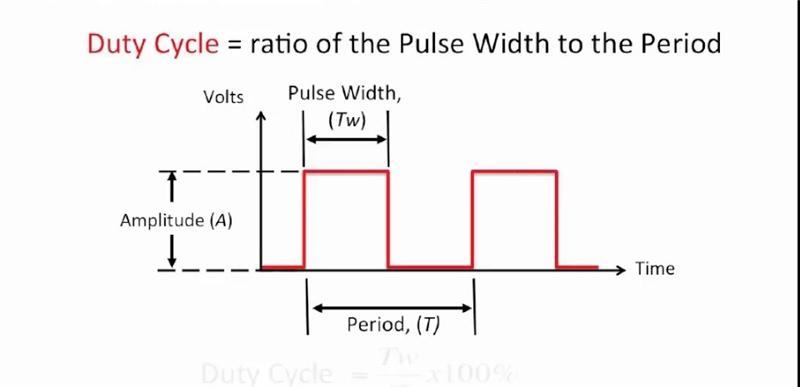 Duty Cycle = ratio of the Pulse Width to the Period
Volts
Pulse Width,
(Tw)
Amplitude (A)
Time
Period, (T)
Tw
Duty Cycle = x100%